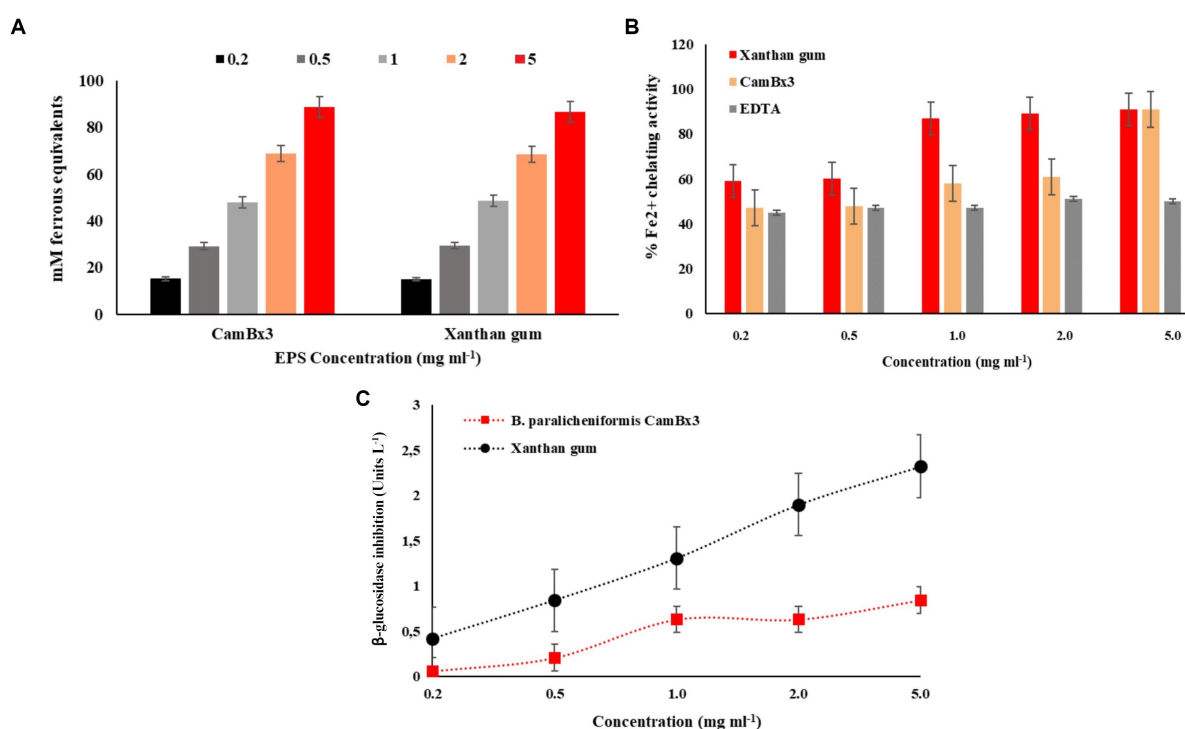 A
0.2 0.5 1 2 5
mM ferrous equivalents
100
80
60
40
20
0
CamBx3 Xanthan gum
EPS Concentration (mg ml-1)
B
% Fe2+ chelating activity
120
100
80
60
40
20
0
Xanthan gum
CamBx3
EDTA
0.2 0.5 1.0 2.0 5.0
Concentration (mg ml-1)
C
β-glucosidase inhibition (Units L-1)
3
2,5
2
1,5
1
0,5
0
B. paralicheniformis CamBx3
Xanthan gum
0.2 0.5 1.0 2.0 5.0
Concentration (mg ml-1)